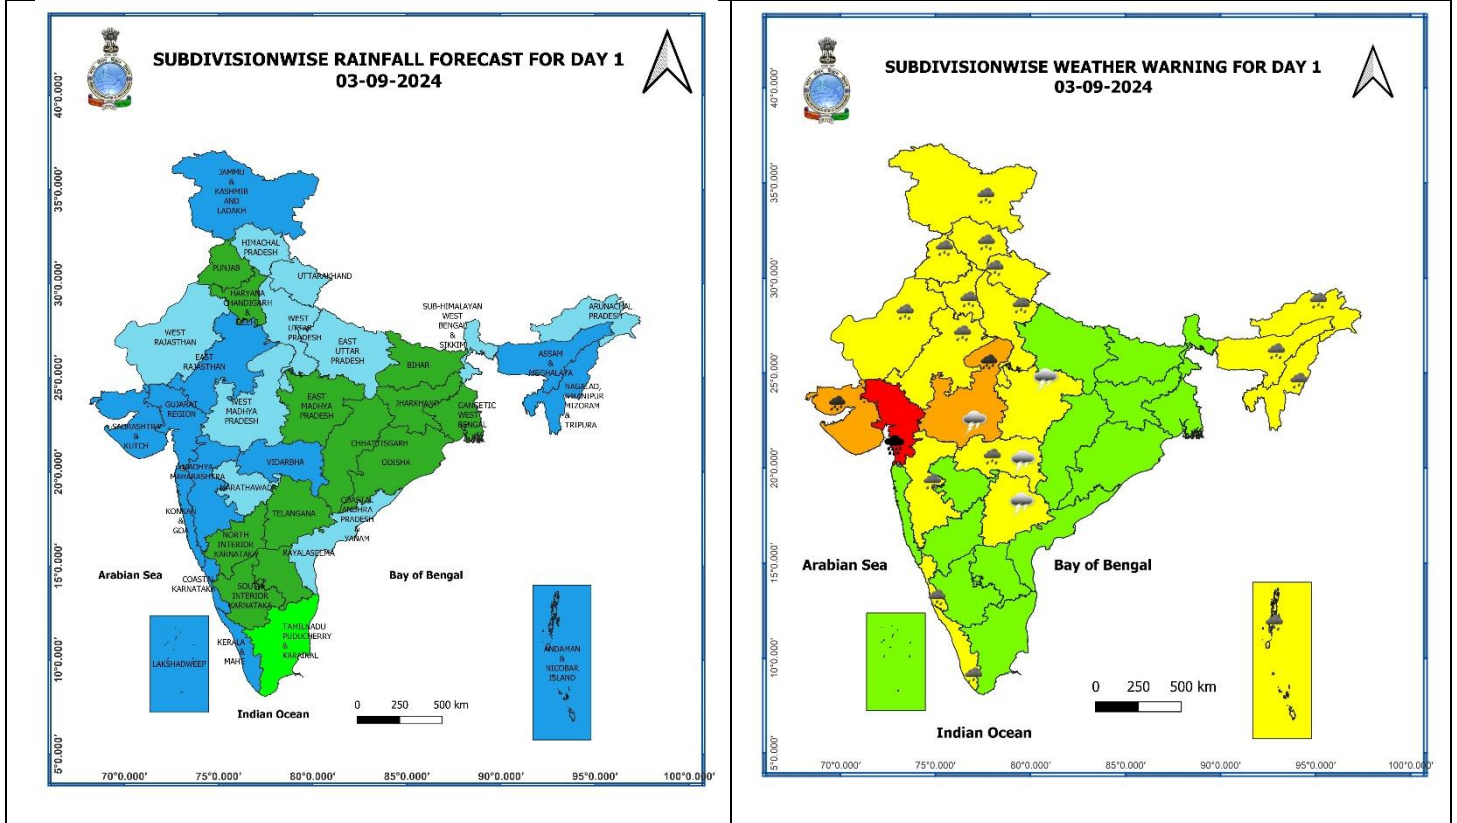 SUBDIVISIONWISE RAINFALL FORECAST FOR DAY 1
03-09-2024
40°0.000'
35°0.000'
30°0.000'
25°0.000'
20°0.000'
15°0.000'
10°0.000'
5°0.000'
JAMMU
&
KASHMIR
AND
LADAKH
HIMACHAL
PRADESH
PUNJAB
UTTARAKHAND
HARYANA
CHANDIGARH
&
DELHI
WEST
RAJASTHAN
WEST
UTTAR
PRADESH
EAST
UTTAR
PRADESH
SUB-HIMALAYAN
WEST
BENGAL
&
SIKKIM
ARUNACHAL
PRADESH
EAST
RAJASTHAN
BIHAR
ASSAM
&
MEGHALAYA
NAGALAD,
MANIPUR
MIZORAM
&
TRIPURA
GUJARAT
REGION
WEST
MADHYA
PRADESH
EAST
MADHYA
PRADESH
JHARKHAND
GANGETIC
WEST
BENGAL
SAURASHTRA
&
KUTCH
CHHATTISGARH
ODISHA
VIDARBHA
MADHYA
MAHARASHTRA
MARATHAWADA
KONKAN
&
GOA
TELANGANA
COASTAL
ANDHRA
PRADESH
&
YANAM
NORTH
INTERIOR
KARNATAKA
RAYALASEEMA
Arabian Sea
Bay of Bengal
COASTAL
KARNATAKA
SOUTH
INTERIOR
KARNATAKA
TAMILNADU
PUDUCHERRY
&
KARAIKAL
KERALA
&
MAHE
LAKSHADWEEP
ANDAMAN
&
NICOBAR
ISLAND
0 250 500 km
Indian Ocean
70°0.000' 75°0.000' 80°0.000' 85°0.000' 90°0.000' 95°0.000' 100°0.000'
SUBDIVISIONWISE WEATHER WARNING FOR DAY 1
03-09-2024
40°0.000'
35°0.000'
30°0.000'
25°0.000'
20°0.000'
15°0.000'
10°0.000'
5°0.000'
Arabian Sea
Bay of Bengal
0 250 500 km
Indian Ocean
70°0.000' 75°0.000' 80°0.000' 85°0.000' 90°0.000' 95°0.000' 100°0.000'